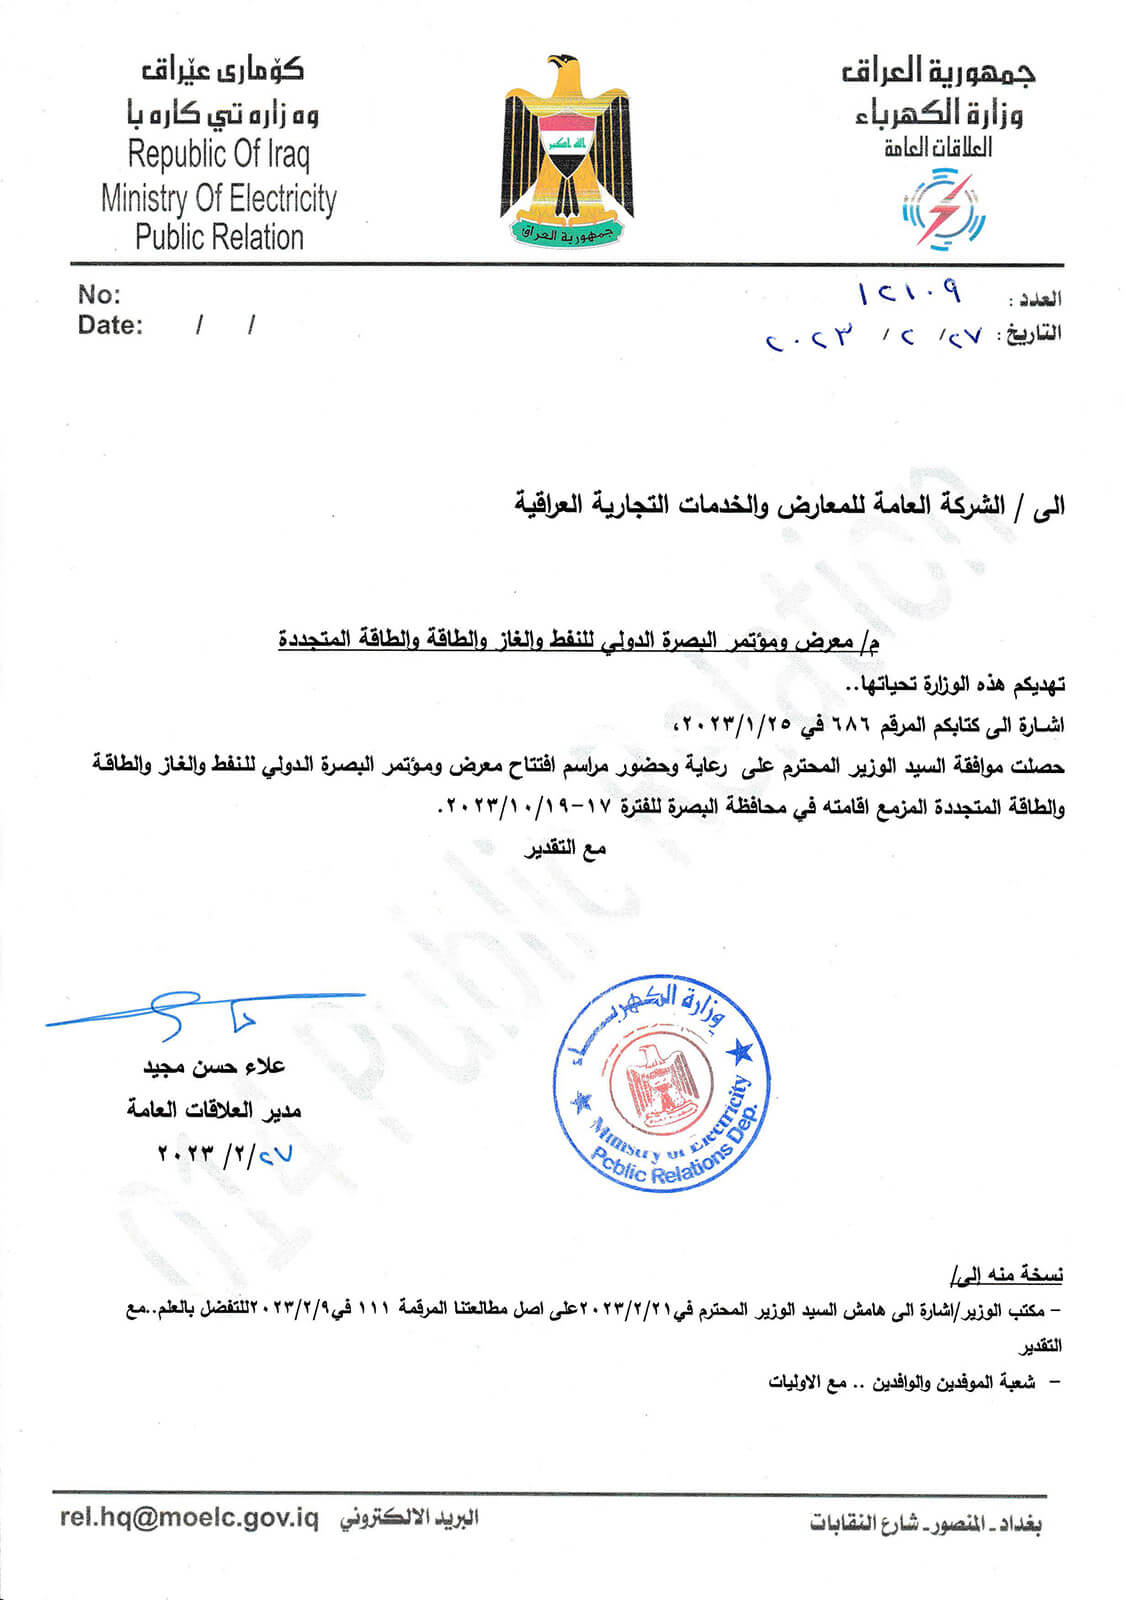 جمهورية العراق
وزارة الكهرباء
العلاقات العامة
كۆماری عێراق
وه زاره تي كاره با
Republic Of Iraq
Ministry Of Electricity
Public Relation
الله اكبر
جمهورية العراق
العدد : ١٢١٠٩
التاريخ : ٢٧/ ٢ / ٢٠٢٣
No:
Date: / /
الى / الشركة العامة للمعارض والخدمات التجارية العراقية
م/ معرض ومؤتمر البصرة الدولي للنفط والغاز والطاقة والطاقة المتجددة
تهديكم هذه الوزارة تحياتها..
اشارة الى كتابكم المرقم ٦٨٦ في ٢٠٢٣/١/٢٥،
حصلت موافقة السيد الوزير المحترم على رعاية وحضور مراسم افتتاح معرض ومؤتمر البصرة الدولي للنفط والغاز والطاقة
والطاقة المتجددة المزمع اقامته في محافظة البصرة للفترة ١٧-٢٠٢٣/١٠/١٩.
مع التقدير
علاء حسن مجيد
مدير العلاقات العامة
٢٧/٢/ ٢٠٢٣
وزارة الكهرباء
Ministry of Electricity
Pcblic Relations Dep.
014 Public Relation
نسخة منه إلى/
- مكتب الوزير/اشارة الى هامش السيد الوزير المحترم في٢٠٢٣/٢/٢١على اصل مطالعتنا المرقمة ١١١ في٢٠٢٣/٢/٩للتفضل بالعلم..مع
التقدير
- شعبة الموفدين والوافدين .. مع الاوليات
بغداد ـ المنصور ـ شارع النقابات
البريد الالكتروني rel.hq@moelc.gov.iq